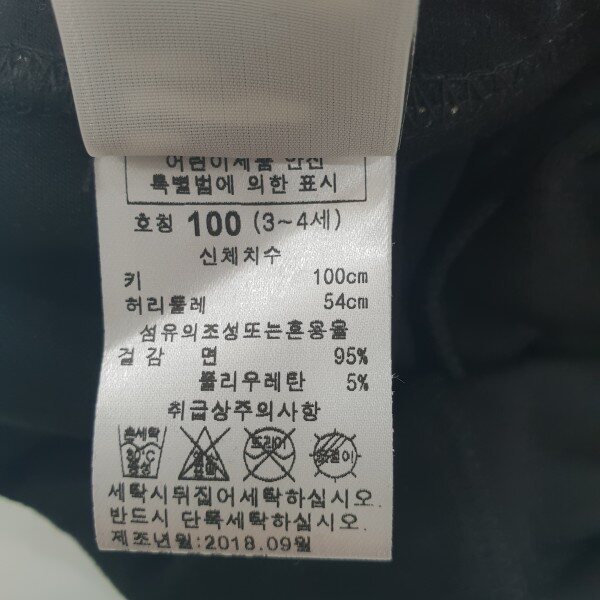 어린이제품 안전
특별법에 의한 표시
호칭 100 (3~4세)
신체치수
키 100cm
허리둘레 54cm
섬유의조성또는혼용율
겉 감 면 95%
폴리우레탄 5%
취급상주의사항
손세탁 드리이
30°C 중성
세탁시뒤집어세탁하십시오.
반드시 단독세탁하십시오.
제조년월:2018.09월